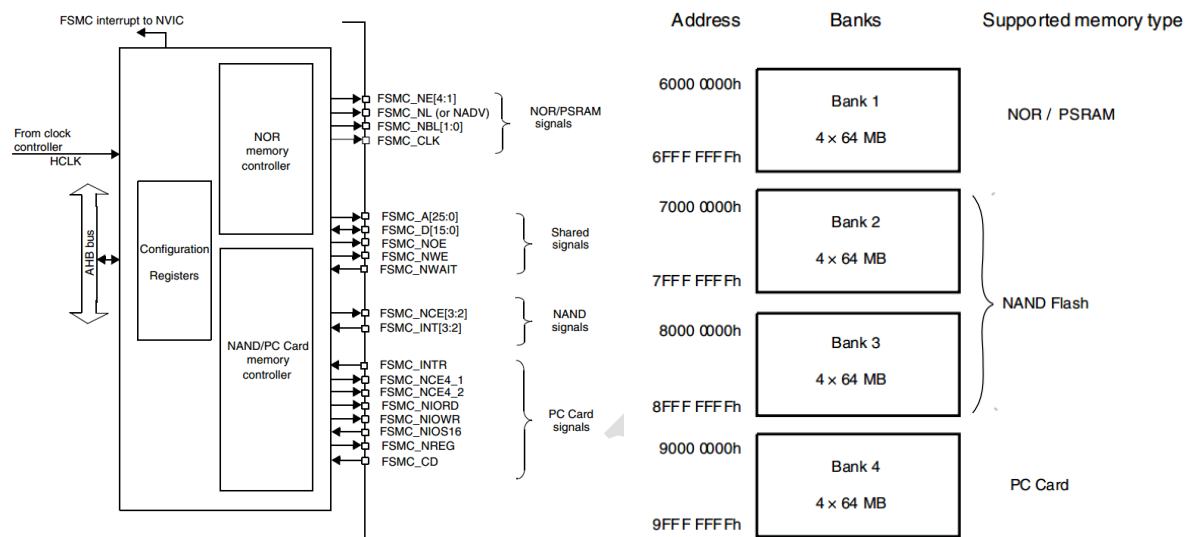 FSMC interrupt to NVIC
From clock
controller
HCLK
AHB bus
Configuration
Registers
NOR
memory
controller
NAND/PC Card
memory
controller
FSMC_NE[4:1]
FSMC_NL (or NADV)
FSMC_NBL[1:0]
FSMC_CLK
NOR/PSRAM
signals
FSMC_A[25:0]
FSMC_D[15:0]
FSMC_NOE
FSMC_NWE
FSMC_NWAIT
Shared
signals
FSMC_NCE[3:2]
FSMC_INT[3:2]
NAND
signals
FSMC_INTR
FSMC_NCE4_1
FSMC_NCE4_2
FSMC_NIORD
FSMC_NIOWR
FSMC_NIOS16
FSMC_NREG
FSMC_CD
PC Card
signals
Address Banks Supported memory type
6000 0000h
Bank 1
4 × 64 MB
NOR / PSRAM
6FFF FFFFh
7000 0000h
Bank 2
4 × 64 MB
7FFF FFFFh
NAND Flash
8000 0000h
Bank 3
4 × 64 MB
8FFF FFFFh
9000 0000h
Bank 4
4 × 64 MB
PC Card
9FFF FFFFh